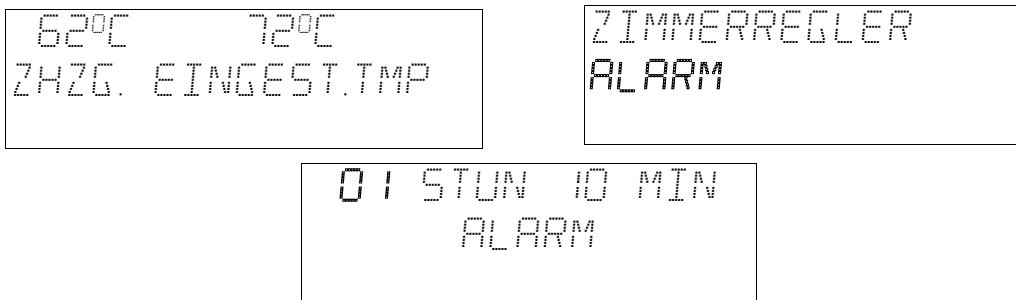 62°C 72°C
ZHZG. EINGEST.TMP
ZIMMERREGLER
ALARM
01 STUN 10 MIN
ALARM